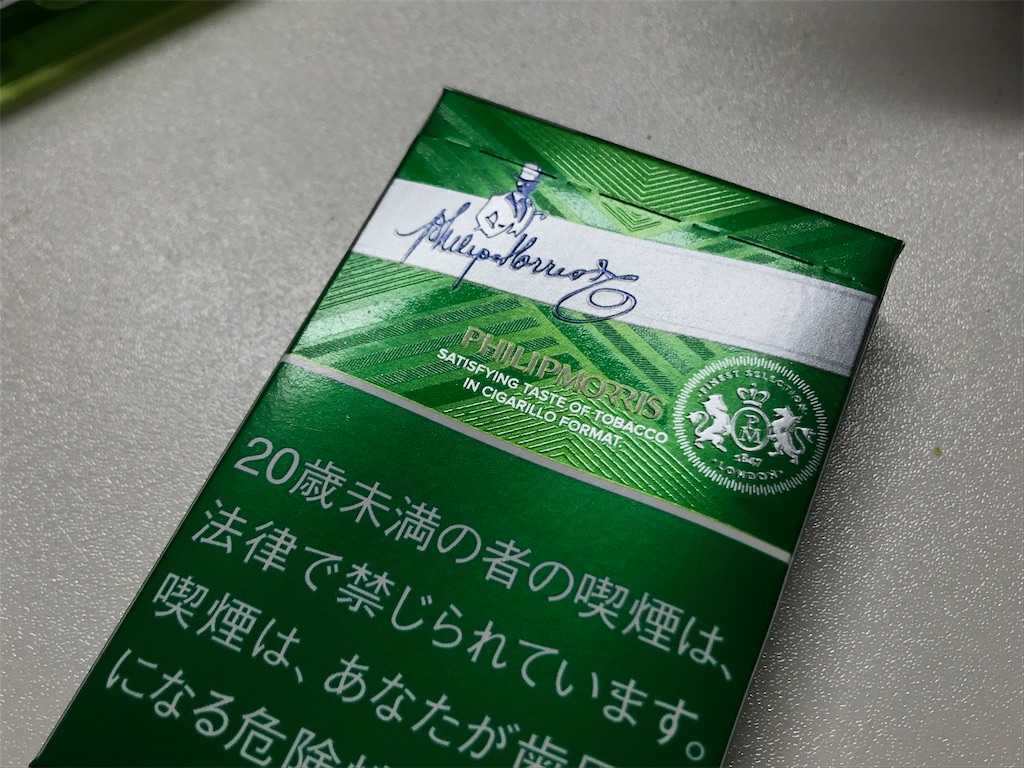 Philip Morris
PHILIP MORRIS
SATISFYING TASTE OF TOBACCO
IN CIGARILLO FORMAT.
FINEST SELECTION
PM
1847
LONDON
20歳未満の者の喫煙は、
法律で禁じられています。
喫煙は、あなたが歯周
になる危険性